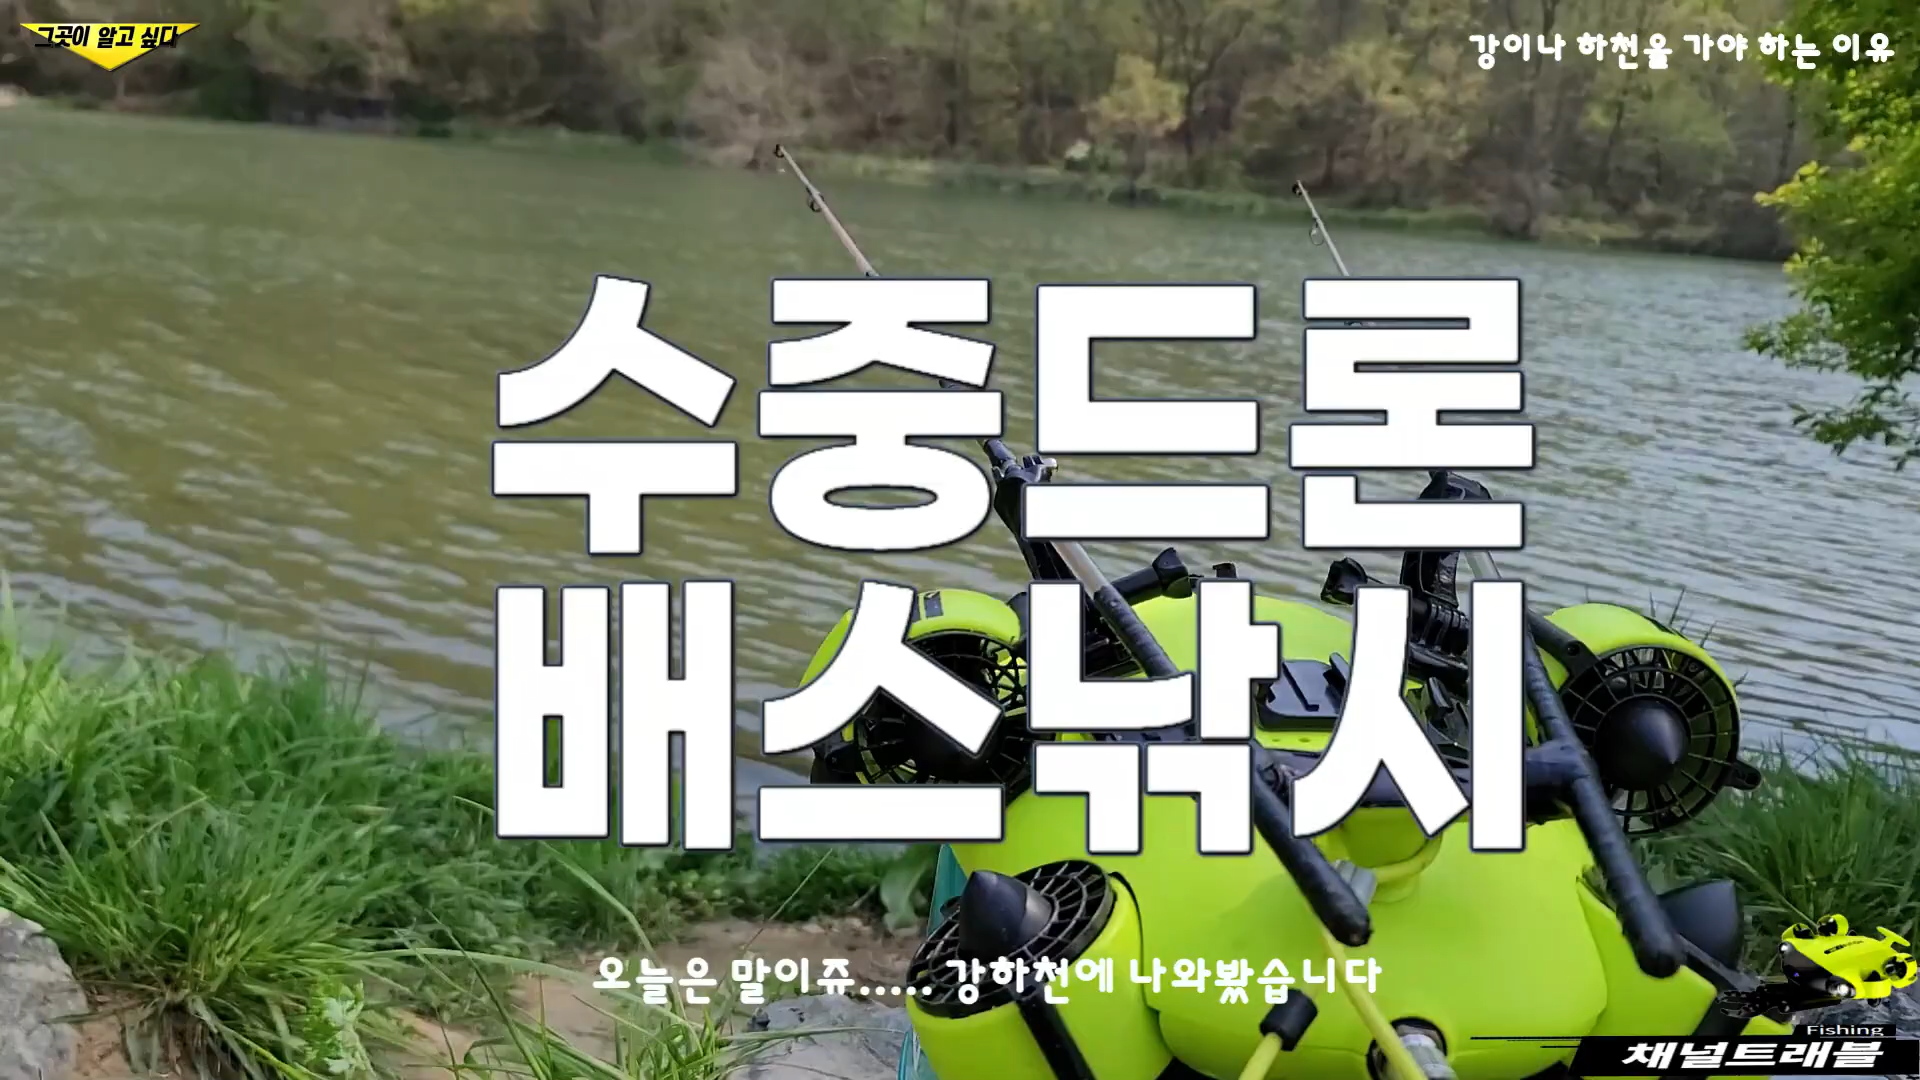 그곳이 알고 싶다
강이나 하천을 가야 하는 이유
수중드론
배스낚시
오늘은 말이쥬..... 강하천에 나와봤습니다
Fishing
채널트래블